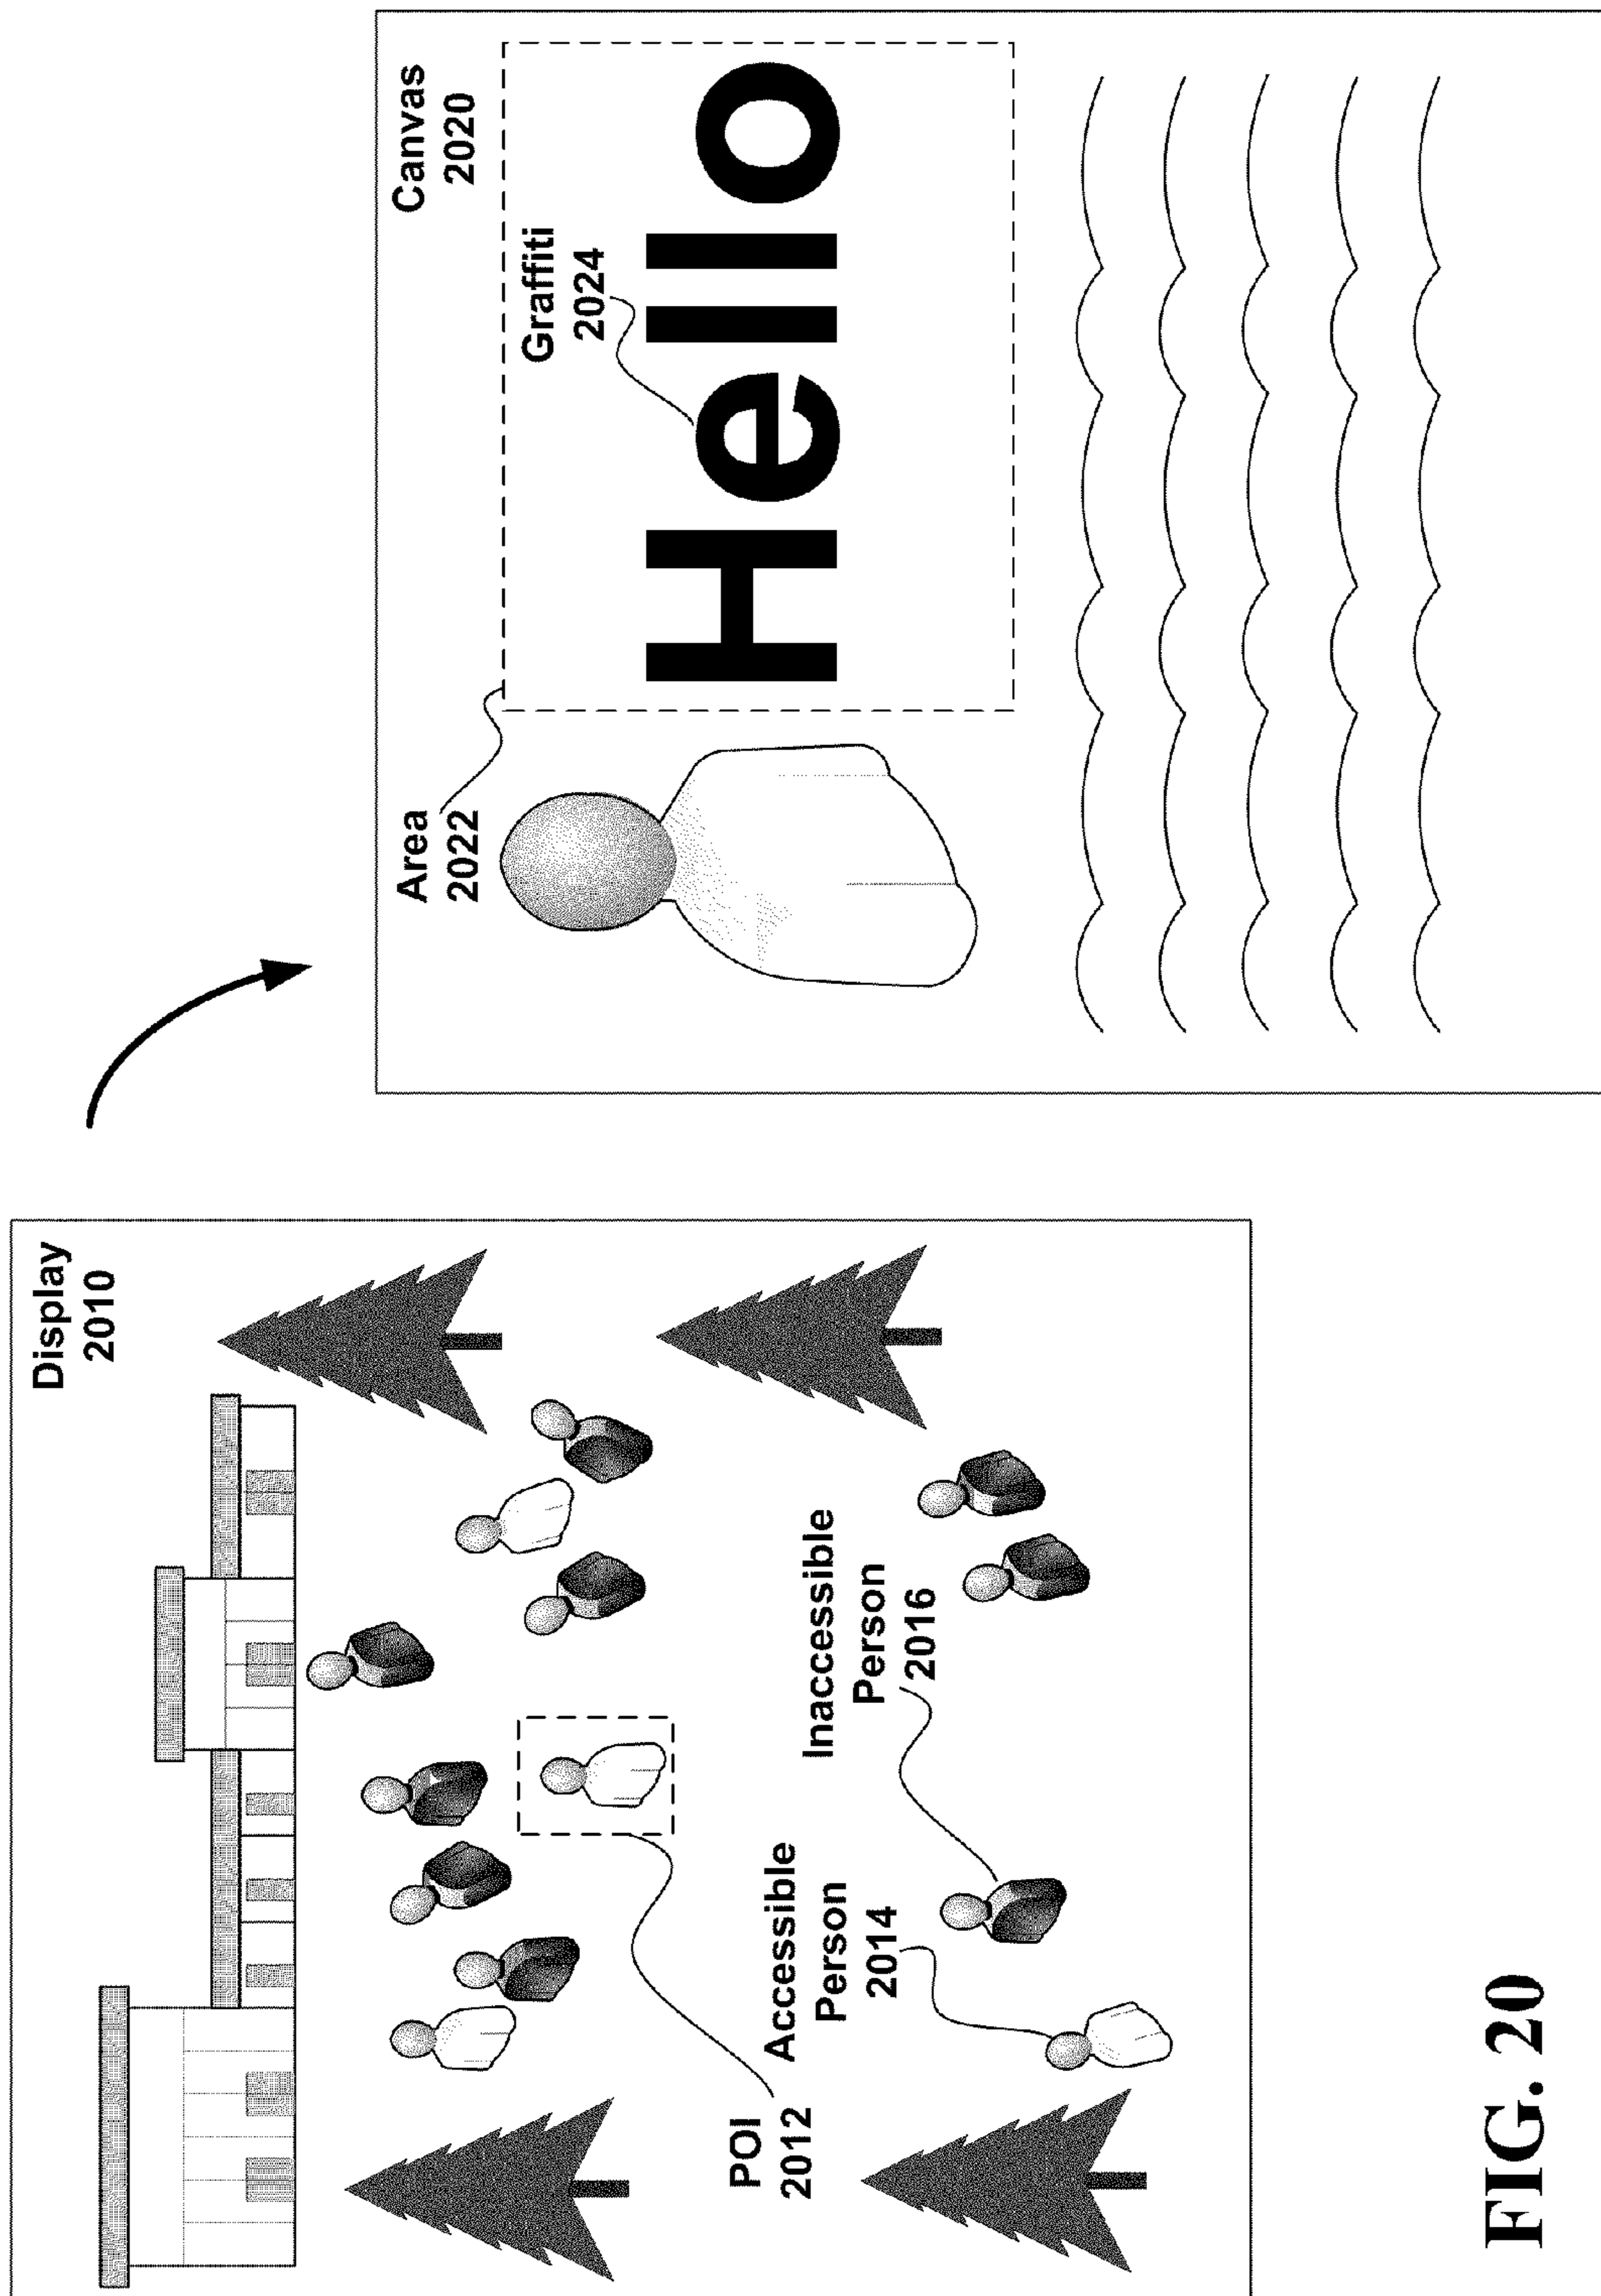 Display
2010
POI
2012
Accessible
Person
2014
Inaccessible
Person
2016
Canvas
2020
Area
2022
Graffiti
2024
Hello
FIG. 20